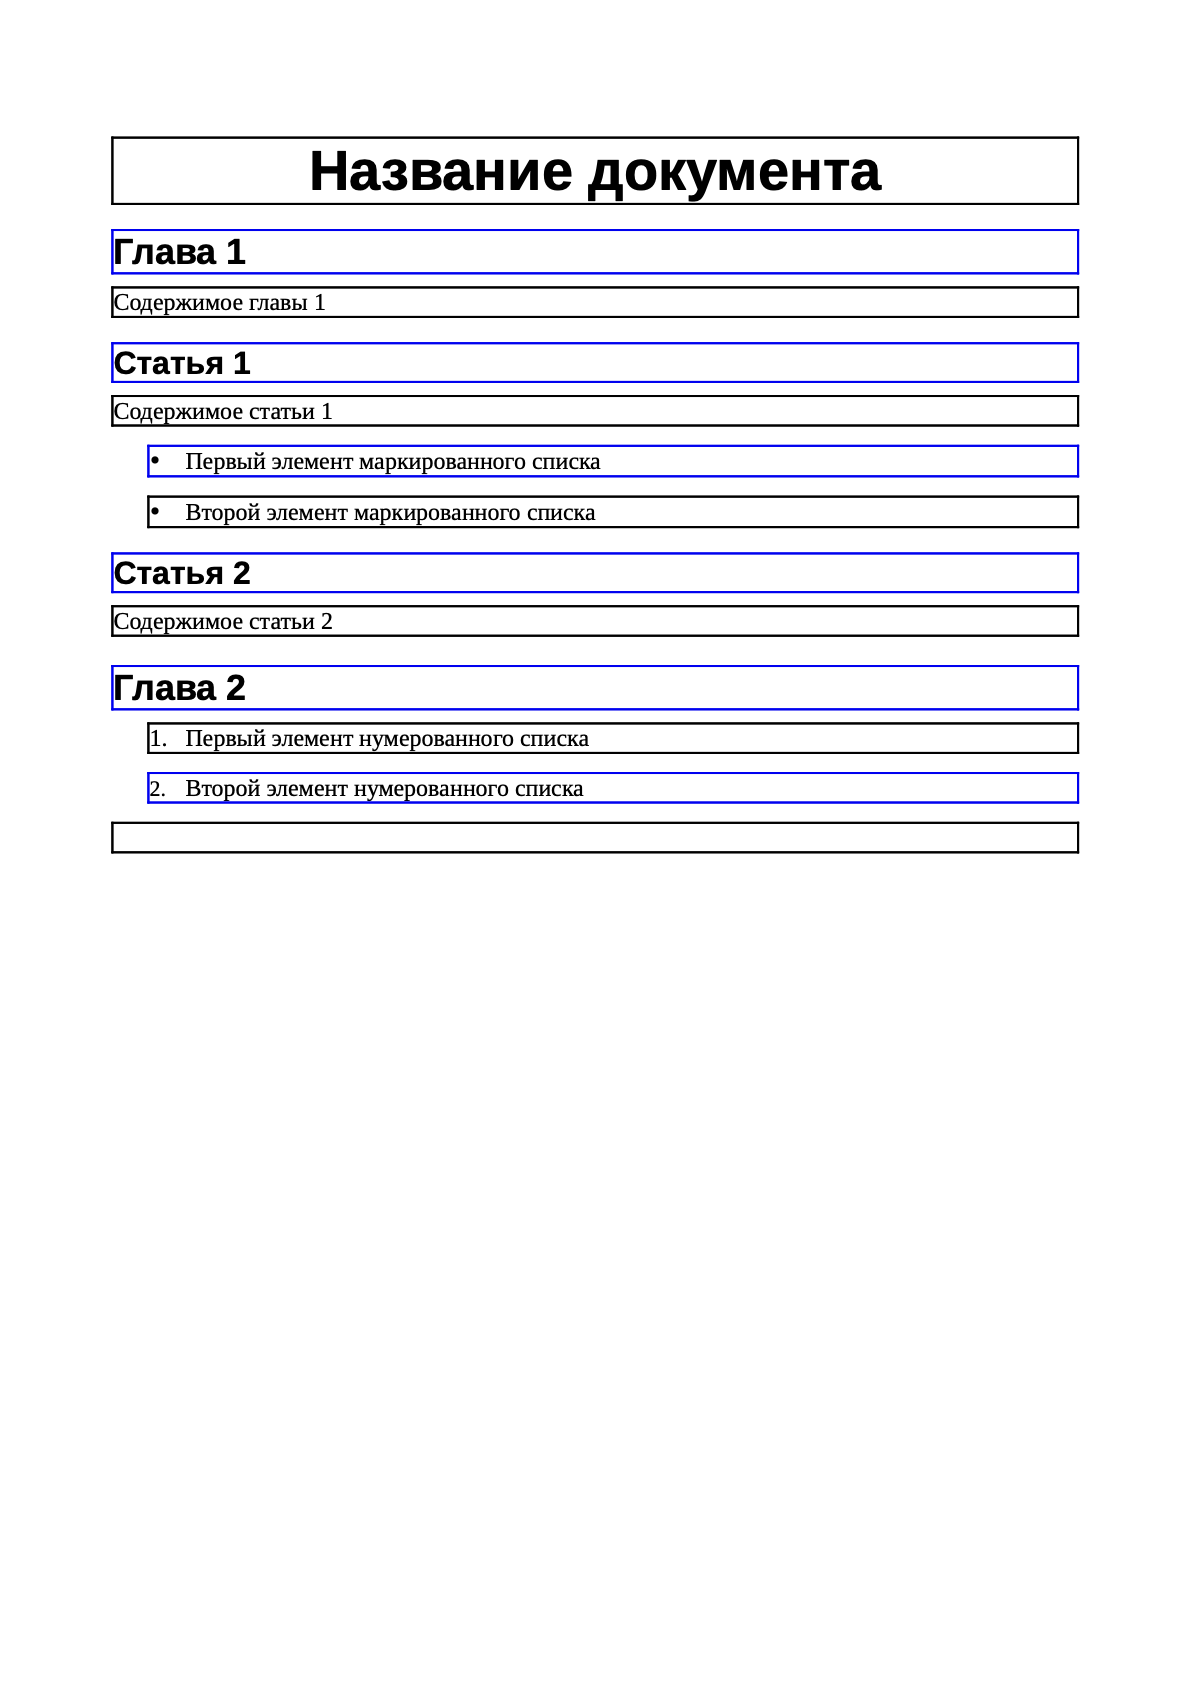 Название документа
Глава 1
Содержимое главы 1
Статья 1
Содержимое статьи 1
• Первый элемент маркированного списка
• Второй элемент маркированного списка
Статья 2
Содержимое статьи 2
Глава 2
1. Первый элемент нумерованного списка
2. Второй элемент нумерованного списка